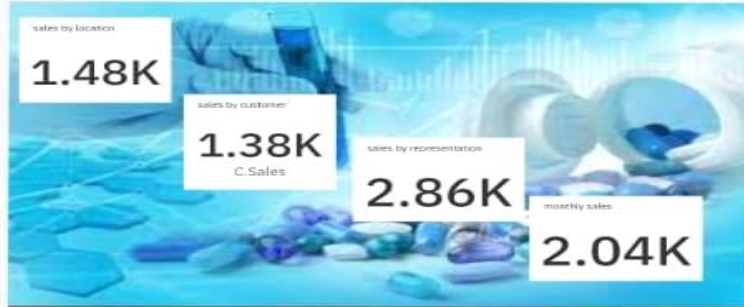 sales by location
1.48K
sales by customer
1.38K
C.Sales
sales by representation
2.86K
monthly sales
2.04K